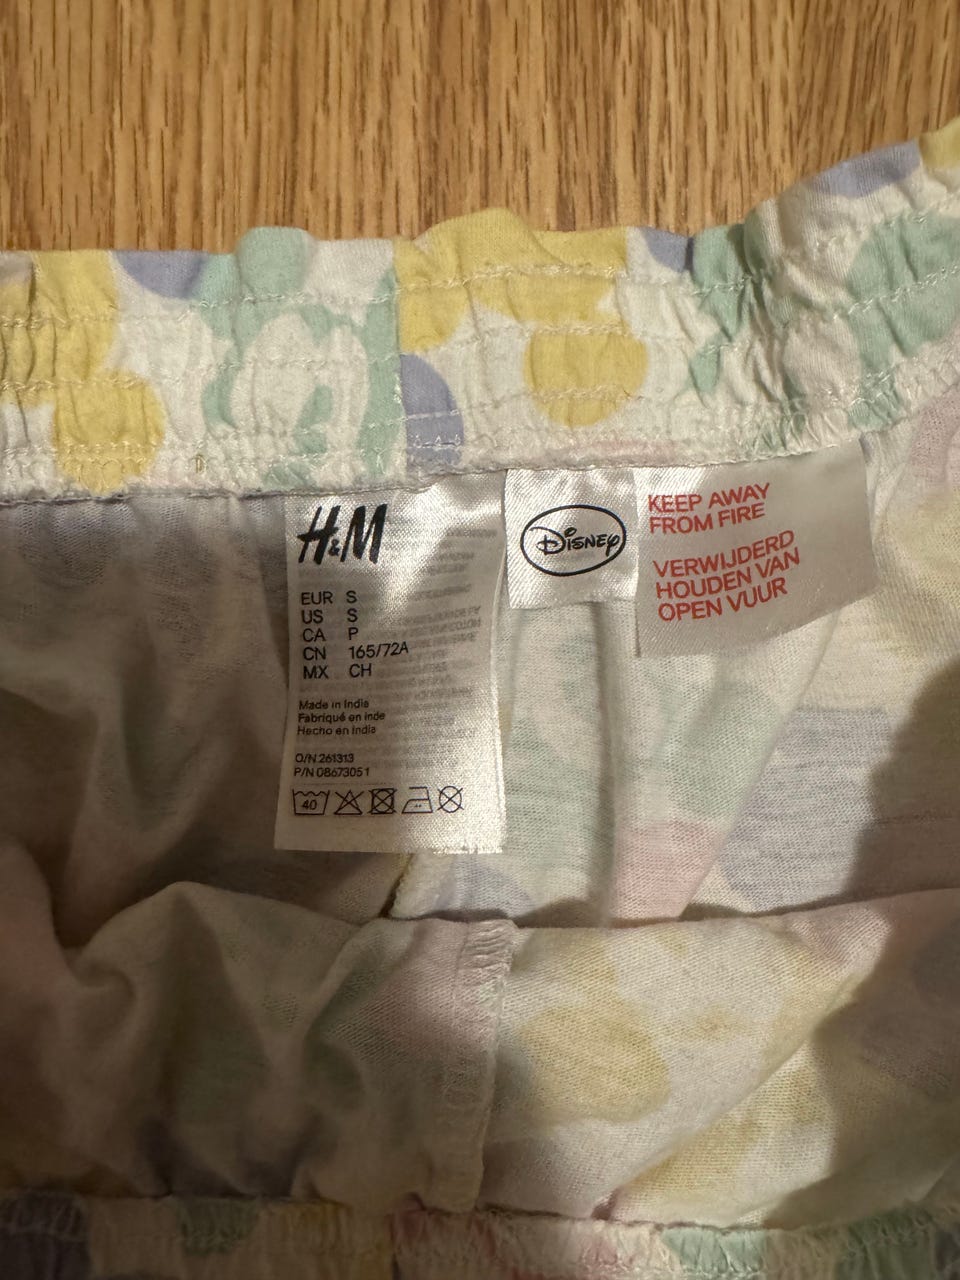 H&M
EUR S
US S
CA P
CN 165/72A
MX CH
Made in India
Fabriqué en Inde
Hecho en India
O/N 261313
P/N 08673051
40
Disney
KEEP AWAY
FROM FIRE
VERWIJDERD
HOUDEN VAN
OPEN VUUR